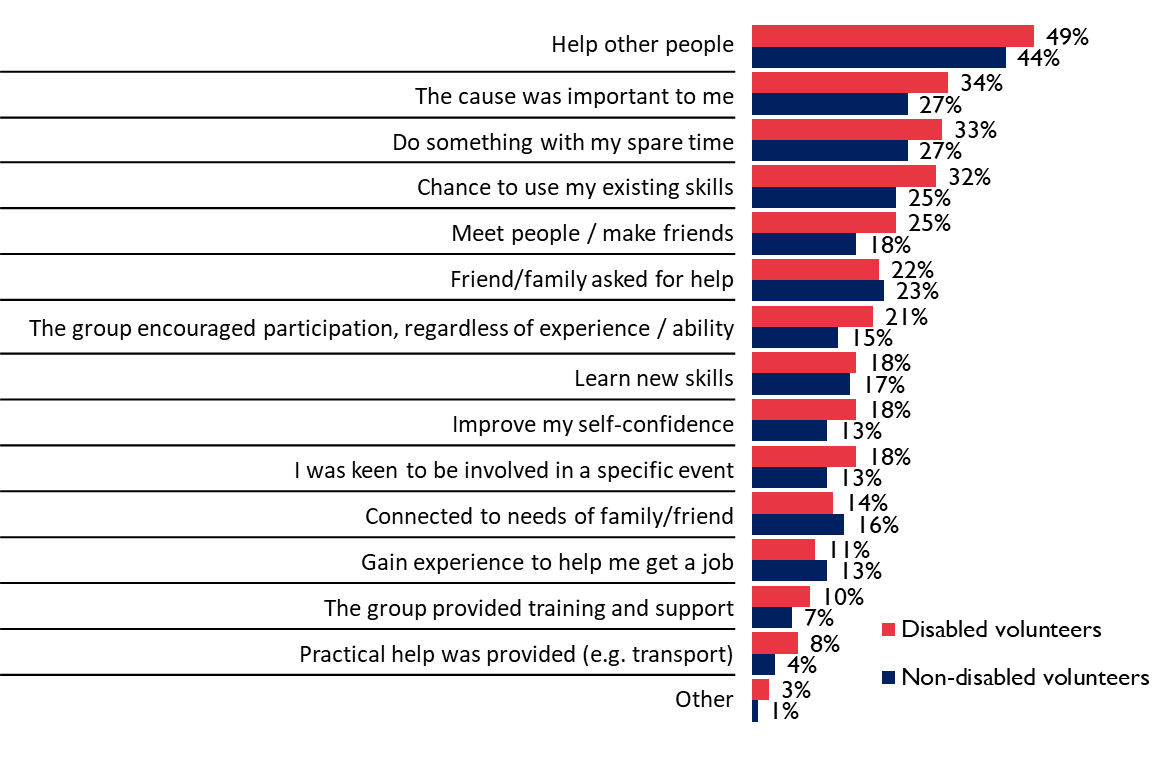 Help other people
49%
44%
The cause was important to me
34%
27%
Do something with my spare time
33%
27%
Chance to use my existing skills
32%
25%
Meet people / make friends
25%
18%
Friend/family asked for help
22%
23%
The group encouraged participation, regardless of experience / ability
21%
15%
Learn new skills
18%
17%
Improve my self-confidence
18%
13%
I was keen to be involved in a specific event
18%
13%
Connected to needs of family/friend
14%
16%
Gain experience to help me get a job
11%
13%
The group provided training and support
10%
7%
Practical help was provided (e.g. transport)
8%
4%
Other
3%
1%
Disabled volunteers
Non-disabled volunteers